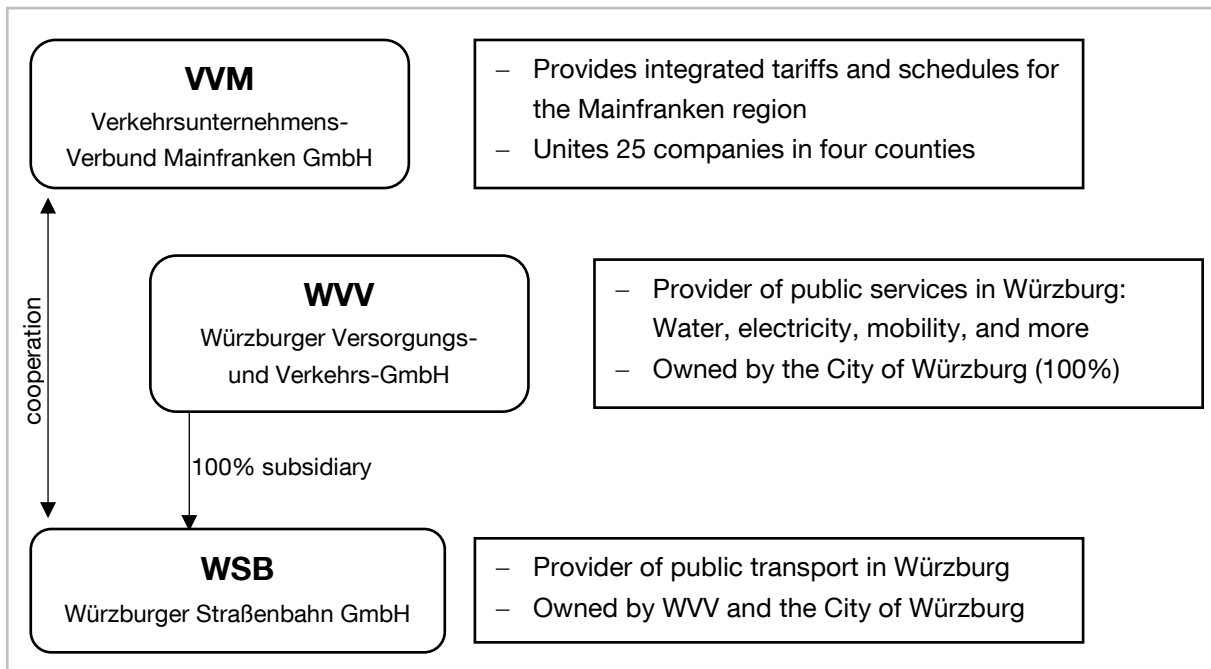 VVM
Verkehrsunternehmens-
Verbund Mainfranken GmbH
– Provides integrated tariffs and schedules for
the Mainfranken region
– Unites 25 companies in four counties
cooperation
WVV
Würzburger Versorgungs-
und Verkehrs-GmbH
– Provider of public services in Würzburg:
Water, electricity, mobility, and more
– Owned by the City of Würzburg (100%)
100% subsidiary
WSB
Würzburger Straßenbahn GmbH
– Provider of public transport in Würzburg
– Owned by WVV and the City of Würzburg